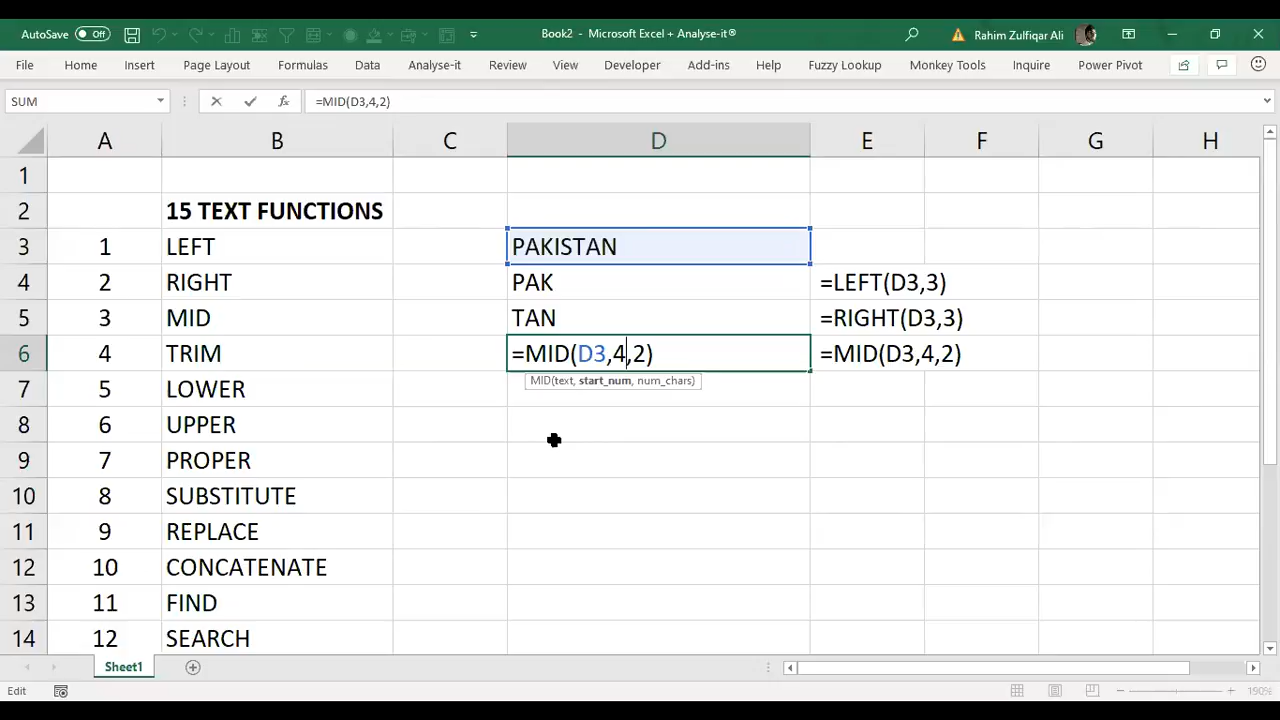 AutoSave Off Book2 - Microsoft Excel + Analyse-it® Rahim Zulfiqar Ali
File Home Insert Page Layout Formulas Data Analyse-it Review View Developer Add-ins Help Fuzzy Lookup Monkey Tools Inquire Power Pivot
SUM fx =MID(D3,4,2)
A B C D E F G H
1
2 15 TEXT FUNCTIONS
3 1 LEFT PAKISTAN
4 2 RIGHT PAK =LEFT(D3,3)
5 3 MID TAN =RIGHT(D3,3)
6 4 TRIM =MID(D3,4,2) =MID(D3,4,2)
MID(text, start_num, num_chars)
7 5 LOWER
8 6 UPPER
9 7 PROPER
10 8 SUBSTITUTE
11 9 REPLACE
12 10 CONCATENATE
13 11 FIND
14 12 SEARCH
Sheet1
Edit 190%